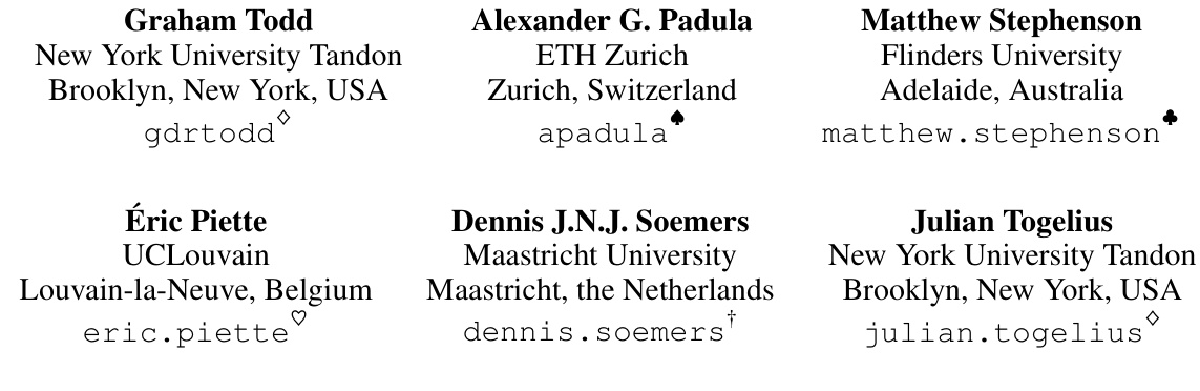 Graham Todd
New York University Tandon
Brooklyn, New York, USA
gdrtodd♢
Alexander G. Padula
ETH Zurich
Zurich, Switzerland
apadula♠
Matthew Stephenson
Flinders University
Adelaide, Australia
matthew.stephenson♣
Éric Piette
UCLouvain
Louvain-la-Neuve, Belgium
eric.piette♡
Dennis J.N.J. Soemers
Maastricht University
Maastricht, the Netherlands
dennis.soemers†
Julian Togelius
New York University Tandon
Brooklyn, New York, USA
julian.togelius♢